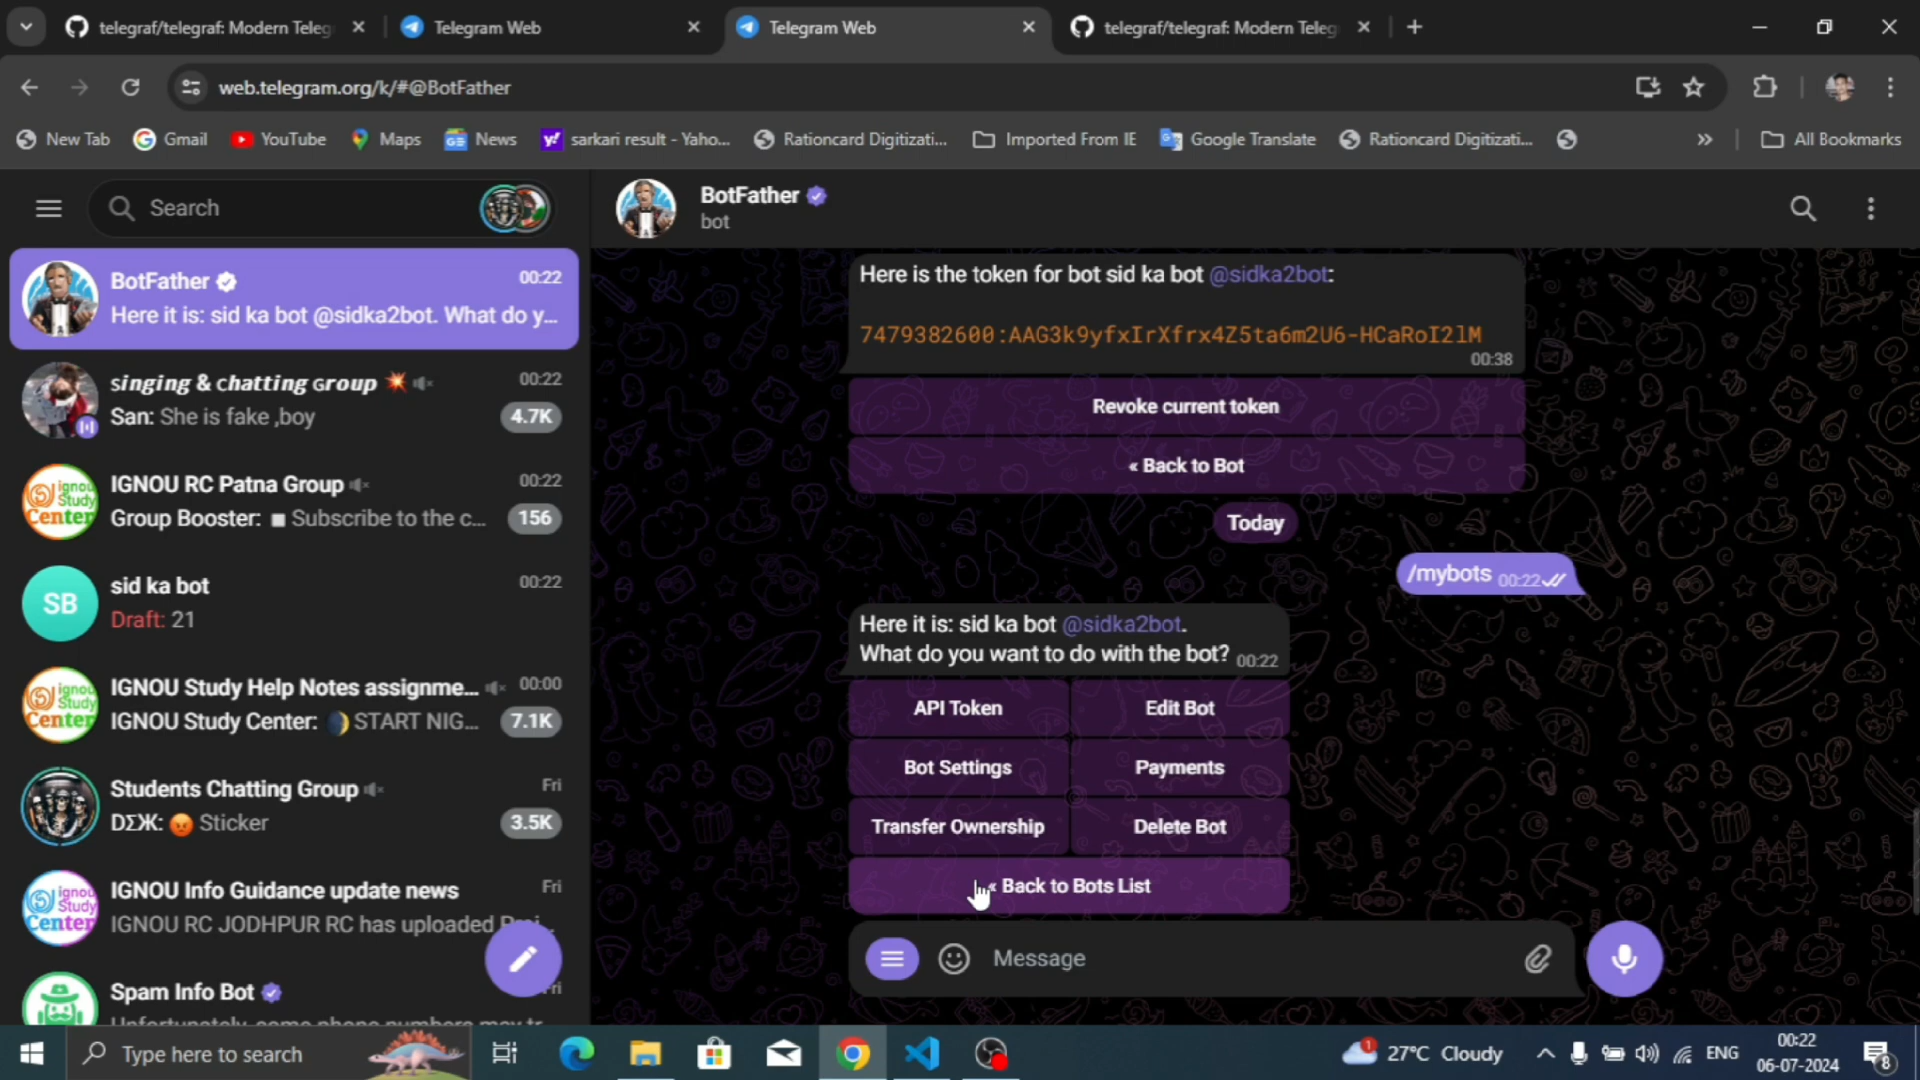 telegraf/telegraf: Modern Teleg
Telegram Web
Telegram Web
telegraf/telegraf: Modern Teleg
web.telegram.org/k/#@BotFather
New Tab
Gmail
YouTube
Maps
News
sarkari result - Yaho...
Rationcard Digitizati...
Imported From IE
Google Translate
Rationcard Digitizati...
All Bookmarks
Search
BotFather
bot
BotFather
00:22
Here it is: sid ka bot @sidka2bot. What do y...
singing & chatting group 💥
00:22
San: She is fake ,boy
4.7K
IGNOU RC Patna Group
00:22
Group Booster: ◽ Subscribe to the c...
156
SB
sid ka bot
00:22
Draft: 21
IGNOU Study Help Notes assignme...
00:00
IGNOU Study Center: 🌖 START NIG...
7.1K
Students Chatting Group
Fri
DΣЖ: 😡 Sticker
3.5K
IGNOU Info Guidance update news
Fri
IGNOU RC JODHPUR RC has uploaded
Spam Info Bot
Fri
Here is the token for bot sid ka bot @sidka2bot:
7479382600:AAG3k9yfxIrXfrx4Z5ta6m2U6-HCaRoI2lM
00:38
Revoke current token
« Back to Bot
Today
/mybots 00:22
Here it is: sid ka bot @sidka2bot.
What do you want to do with the bot? 00:22
API Token
Edit Bot
Bot Settings
Payments
Transfer Ownership
Delete Bot
« Back to Bots List
Message
Type here to search
1
27°C Cloudy
ENG
00:22
06-07-2024
8